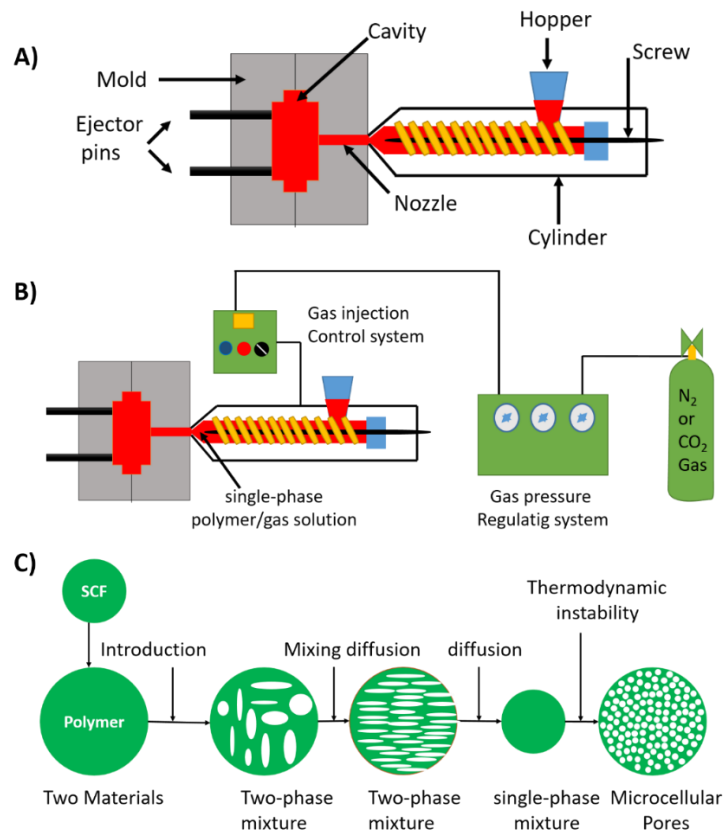 A)
Cavity
Hopper
Mold
Screw
Ejector
pins
Nozzle
Cylinder
B)
Gas injection
Control system
N2
or
CO2
Gas
single-phase
polymer/gas solution
Gas pressure
Regulatig system
C)
SCF
Thermodynamic
instability
Introduction
Mixing diffusion
diffusion
Polymer
Two Materials
Two-phase
mixture
Two-phase
mixture
single-phase
mixture
Microcellular
Pores